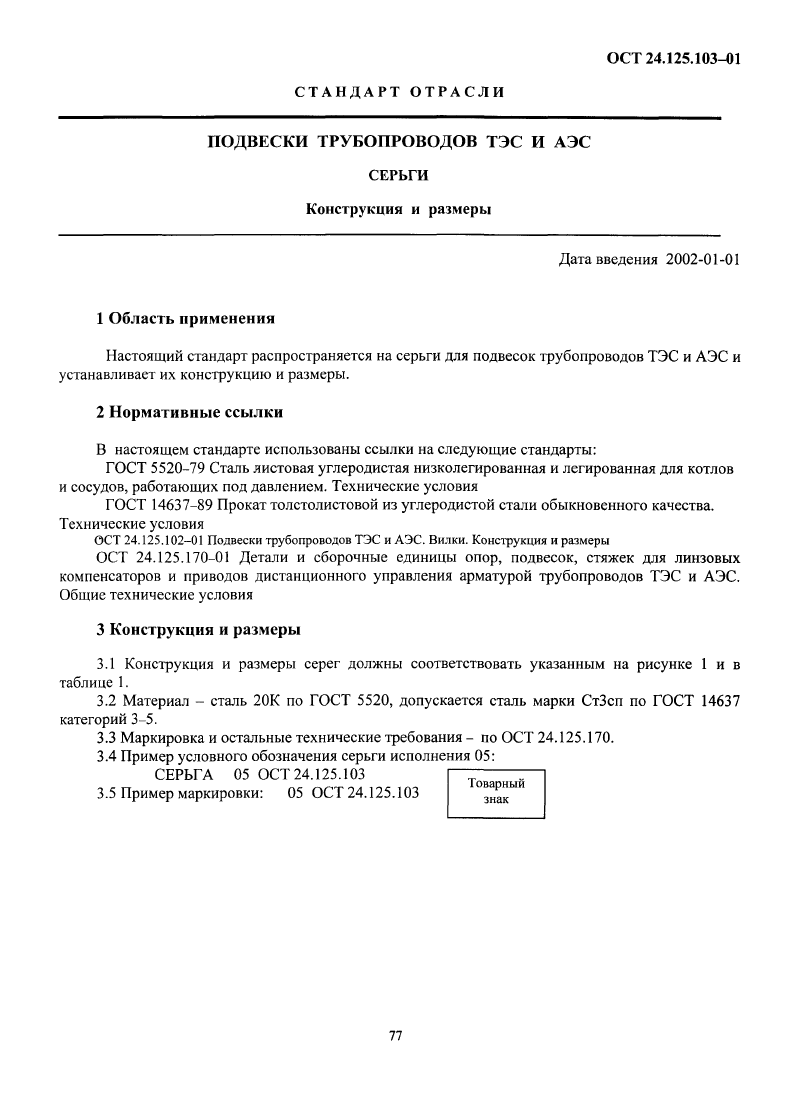 ОСТ 24.125.103–01
СТАНДАРТ ОТРАСЛИ
ПОДВЕСКИ ТРУБОПРОВОДОВ ТЭС И АЭС
СЕРЬГИ
Конструкция и размеры
Дата введения 2002-01-01
1 Область применения
Настоящий стандарт распространяется на серьги для подвесок трубопроводов ТЭС и АЭС и
устанавливает их конструкцию и размеры.
2 Нормативные ссылки
В настоящем стандарте использованы ссылки на следующие стандарты:
ГОСТ 5520–79 Сталь листовая углеродистая низколегированная и легированная для котлов
и сосудов, работающих под давлением. Технические условия
ГОСТ 14637–89 Прокат толстолистовой из углеродистой стали обыкновенного качества.
Технические условия
ОСТ 24.125.102–01 Подвески трубопроводов ТЭС и АЭС. Вилки. Конструкция и размеры
ОСТ 24.125.170–01 Детали и сборочные единицы опор, подвесок, стяжек для линзовых
компенсаторов и приводов дистанционного управления арматурой трубопроводов ТЭС и АЭС.
Общие технические условия
3 Конструкция и размеры
3.1 Конструкция и размеры серег должны соответствовать указанным на рисунке 1 и в
таблице 1.
3.2 Материал – сталь 20К по ГОСТ 5520, допускается сталь марки Ст3сп по ГОСТ 14637
категорий 3–5.
3.3 Маркировка и остальные технические требования – по ОСТ 24.125.170.
3.4 Пример условного обозначения серьги исполнения 05:
СЕРЬГА 05 ОСТ 24.125.103
3.5 Пример маркировки: 05 ОСТ 24.125.103
Товарный
знак
77